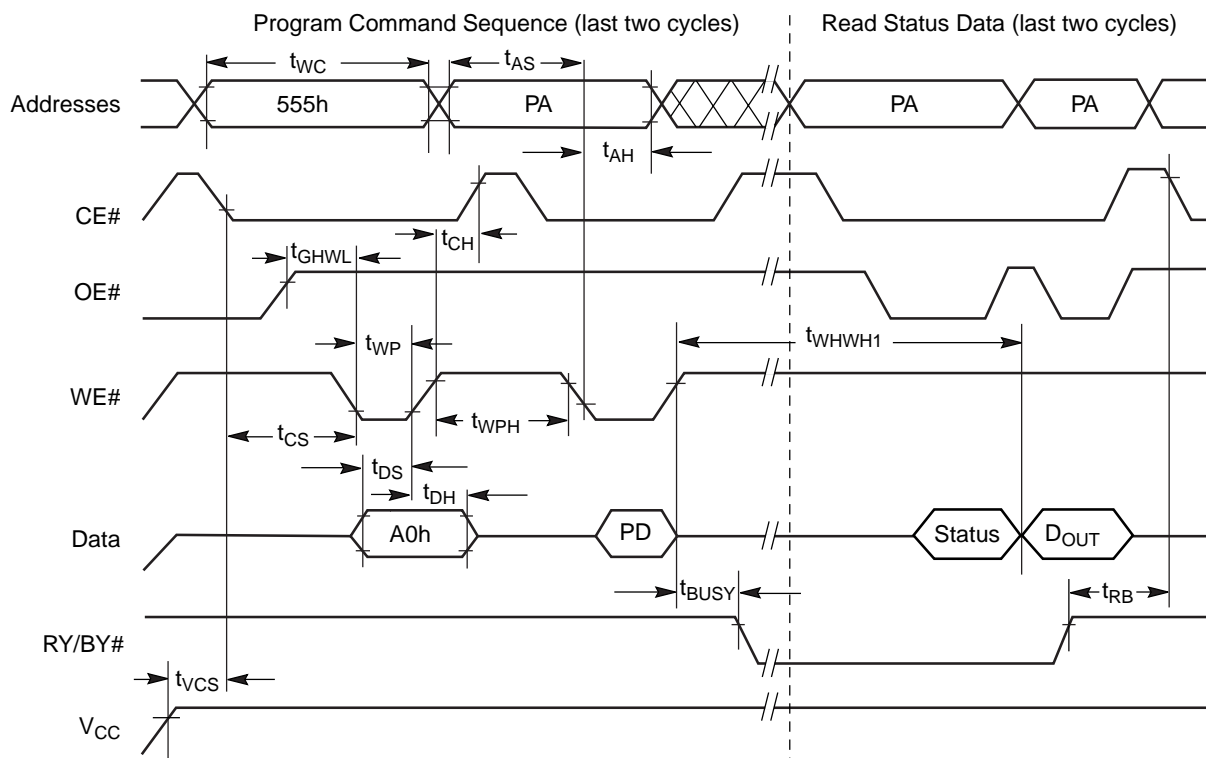 Program Command Sequence (last two cycles)
Read Status Data (last two cycles)
tWC
tAS
Addresses
555h
PA
PA
PA
tAH
CE#
tCH
tGHWL
OE#
tWP
tWHWH1
WE#
tWPH
tCS
tDS
tDH
Data
A0h
PD
Status
DOUT
tBUSY
tRB
RY/BY#
tVCS
VCC